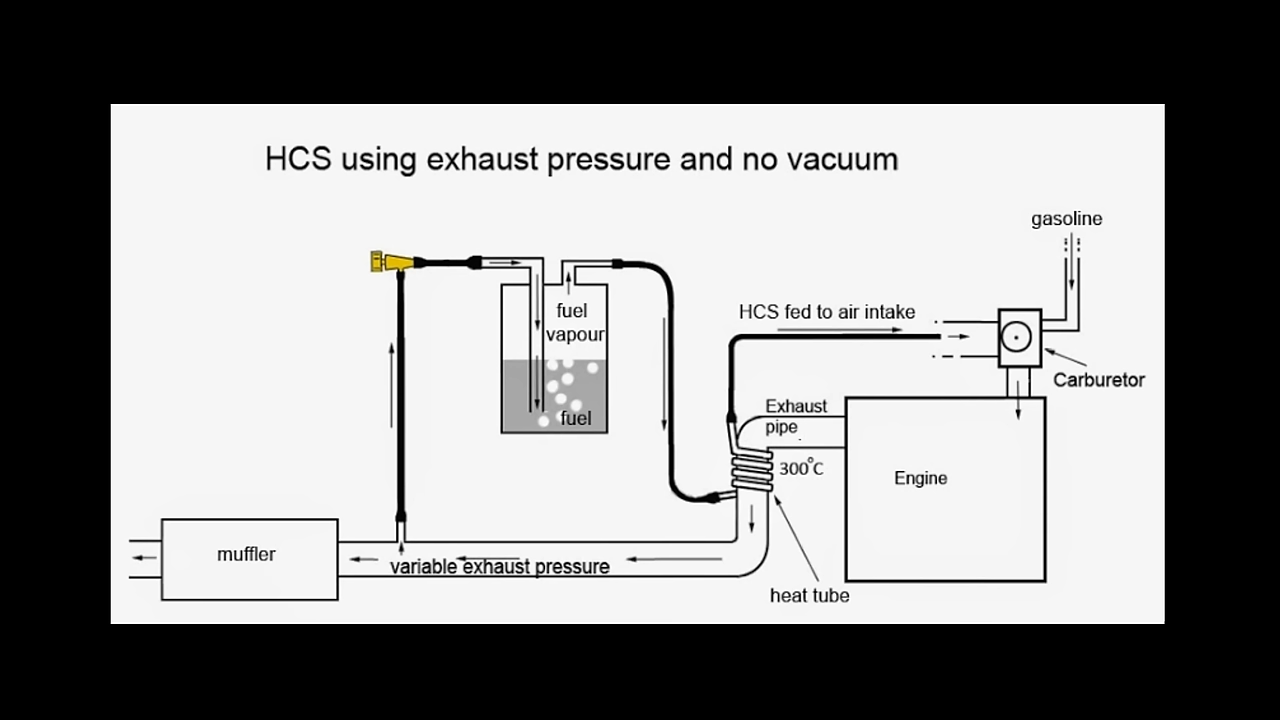 HCS using exhaust pressure and no vacuum
gasoline
fuel
vapour
HCS fed to air intake
Carburetor
Exhaust
pipe
fuel
300°C
Engine
muffler
variable exhaust pressure
heat tube